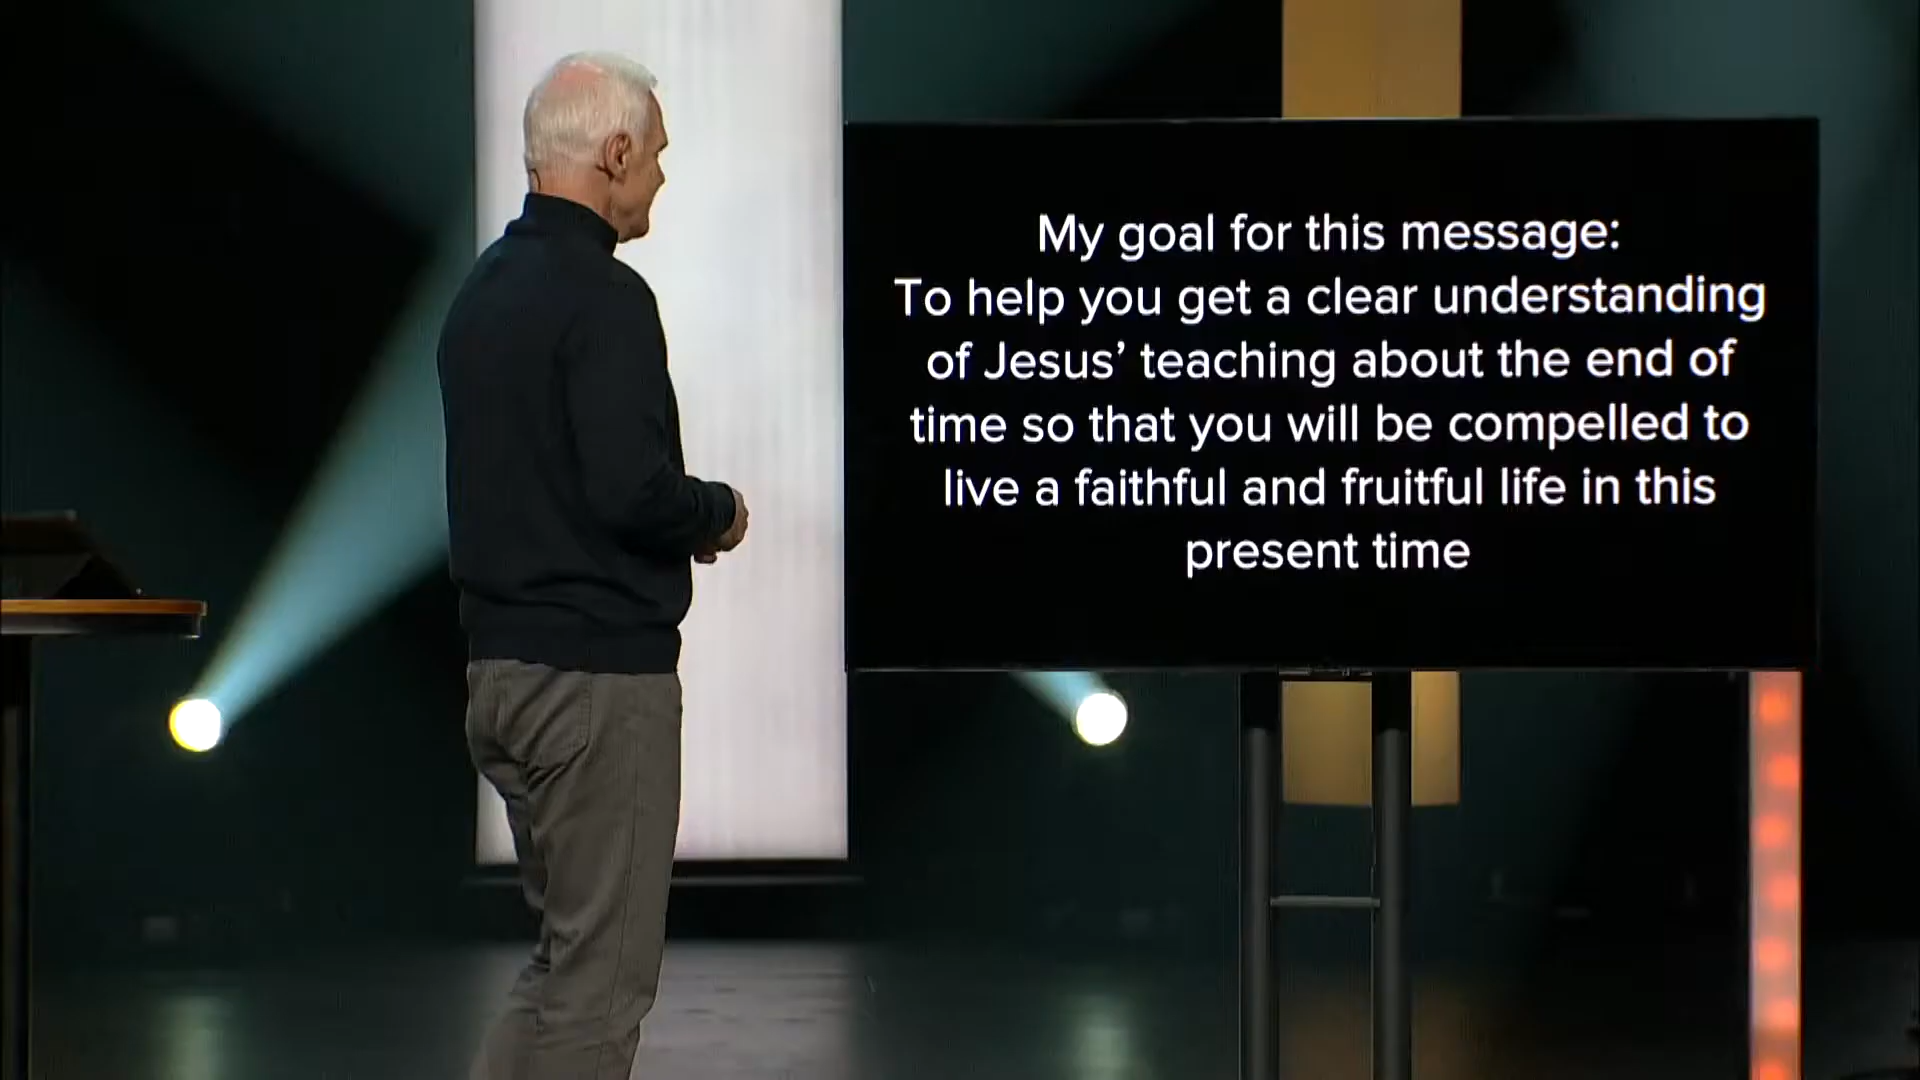 My goal for this message:
To help you get a clear understanding
of Jesus’ teaching about the end of
time so that you will be compelled to
live a faithful and fruitful life in this
present time